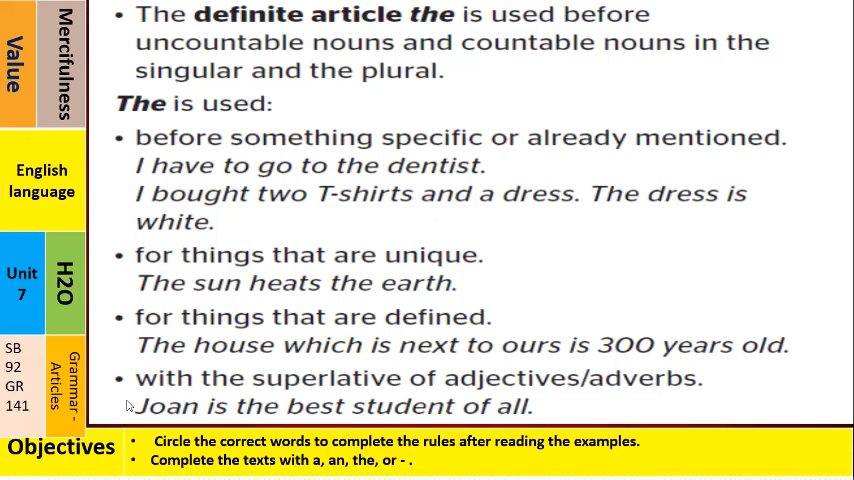 • The definite article the is used before
uncountable nouns and countable nouns in the
singular and the plural.
The is used:
• before something specific or already mentioned.
I have to go to the dentist.
I bought two T-shirts and a dress. The dress is
white.
• for things that are unique.
The sun heats the earth.
• for things that are defined.
The house which is next to ours is 300 years old.
• with the superlative of adjectives/adverbs.
Joan is the best student of all.
Value
Mercifulness
English
language
Unit
7
H2O
SB
92
GR
141
Grammar -
Articles
Objectives
• Circle the correct words to complete the rules after reading the examples.
• Complete the texts with a, an, the, or - .